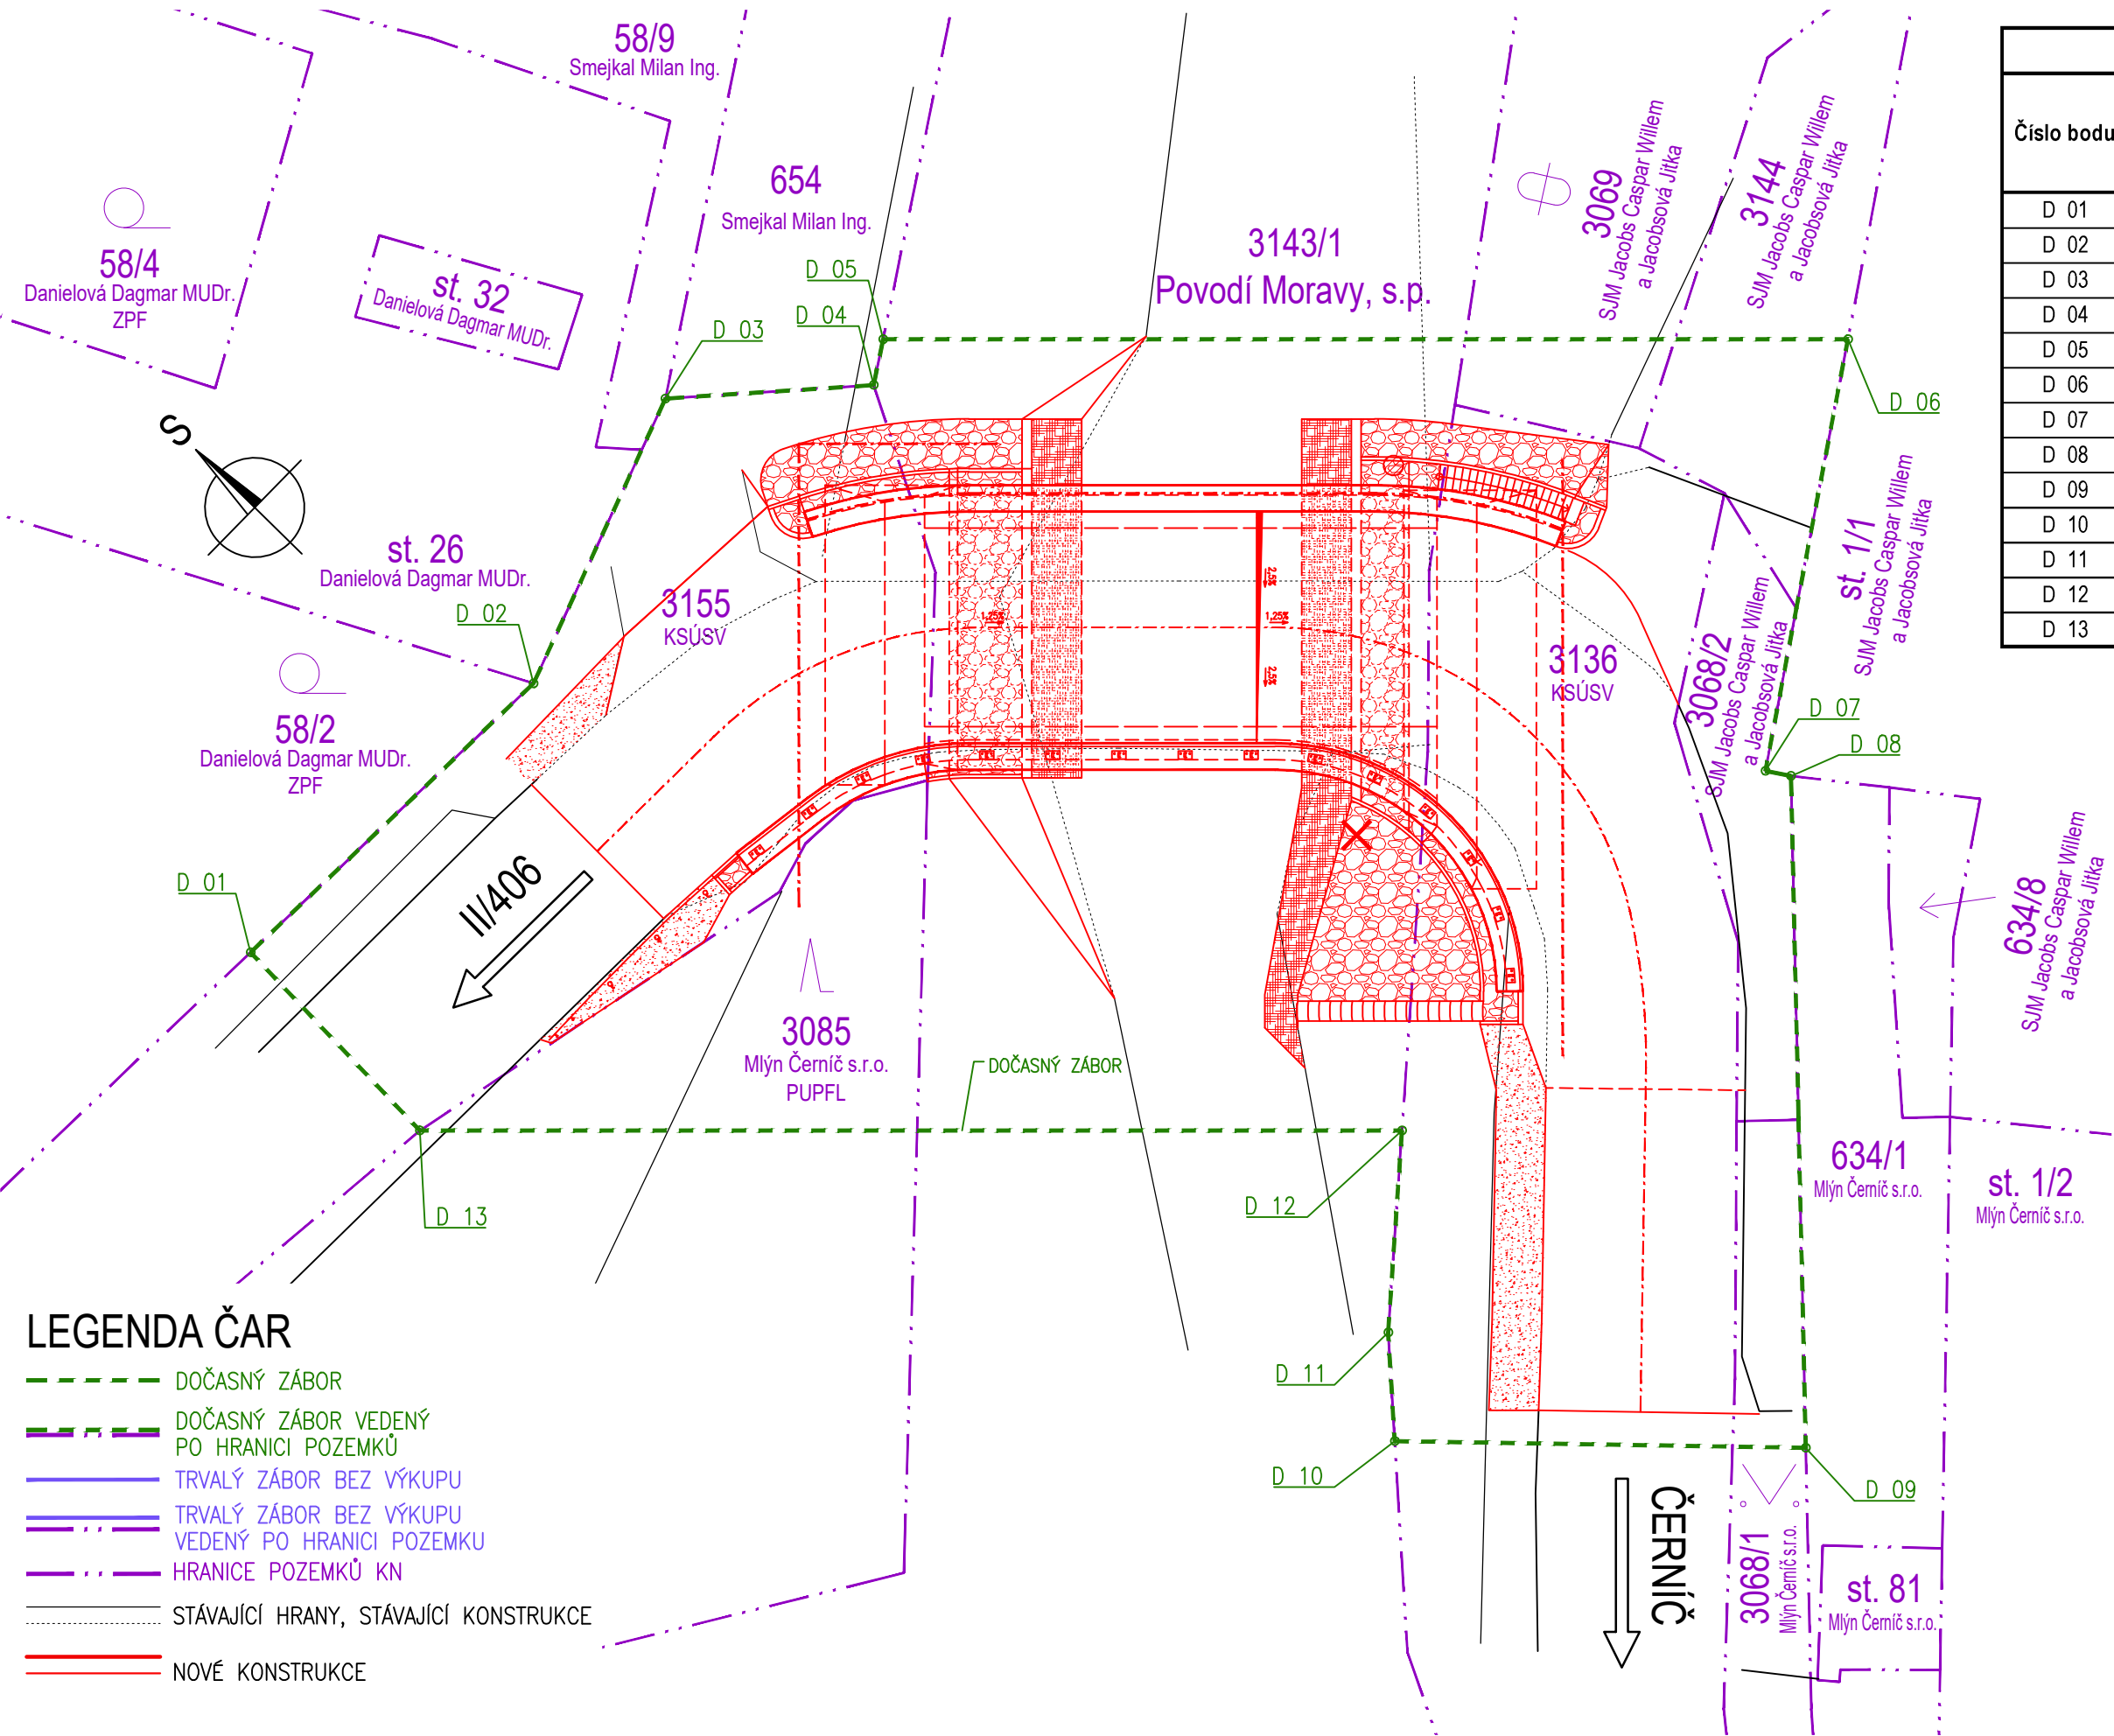 58/9
Smejkal Milan Ing.
654
Smejkal Milan Ing.
58/4
Danielová Dagmar MUDr.
ZPF
st. 32
Danielová Dagmar MUDr.
3143/1
Povodí Moravy, s.p.
3069
SJM Jacobs Caspar Willem
a Jacobsová Jitka
3144
SJM Jacobs Caspar Willem
a Jacobsová Jitka
Číslo bodu
D 01
D 02
D 03
D 04
D 05
D 06
D 07
D 08
D 09
D 10
D 11
D 12
D 13
D 05
D 04
D 03
D 06
S
st. 26
Danielová Dagmar MUDr.
D 02
3155
KSÚSV
2,5%
1,25%
1,25%
2,5%
3136
KSÚSV
3068/2
SJM Jacobs Caspar Willem
a Jacobsová Jitka
st. 1/1
SJM Jacobs Caspar Willem
a Jacobsová Jitka
58/2
Danielová Dagmar MUDr.
ZPF
D 07
D 08
D 01
II/406
634/8
SJM Jacobs Caspar Willem
a Jacobsová Jitka
3085
Mlýn Černíč s.r.o.
PUPFL
DOČASNÝ ZÁBOR
634/1
Mlýn Černíč s.r.o.
st. 1/2
Mlýn Černíč s.r.o.
D 13
D 12
D 11
D 10
D 09
ČERNÍČ
3068/1
Mlýn Černíč s.r.o.
st. 81
Mlýn Černíč s.r.o.
LEGENDA ČAR
DOČASNÝ ZÁBOR
DOČASNÝ ZÁBOR VEDENÝ
PO HRANICI POZEMKŮ
TRVALÝ ZÁBOR BEZ VÝKUPU
TRVALÝ ZÁBOR BEZ VÝKUPU
VEDENÝ PO HRANICI POZEMKU
HRANICE POZEMKŮ KN
STÁVAJÍCÍ HRANY, STÁVAJÍCÍ KONSTRUKCE
NOVÉ KONSTRUKCE